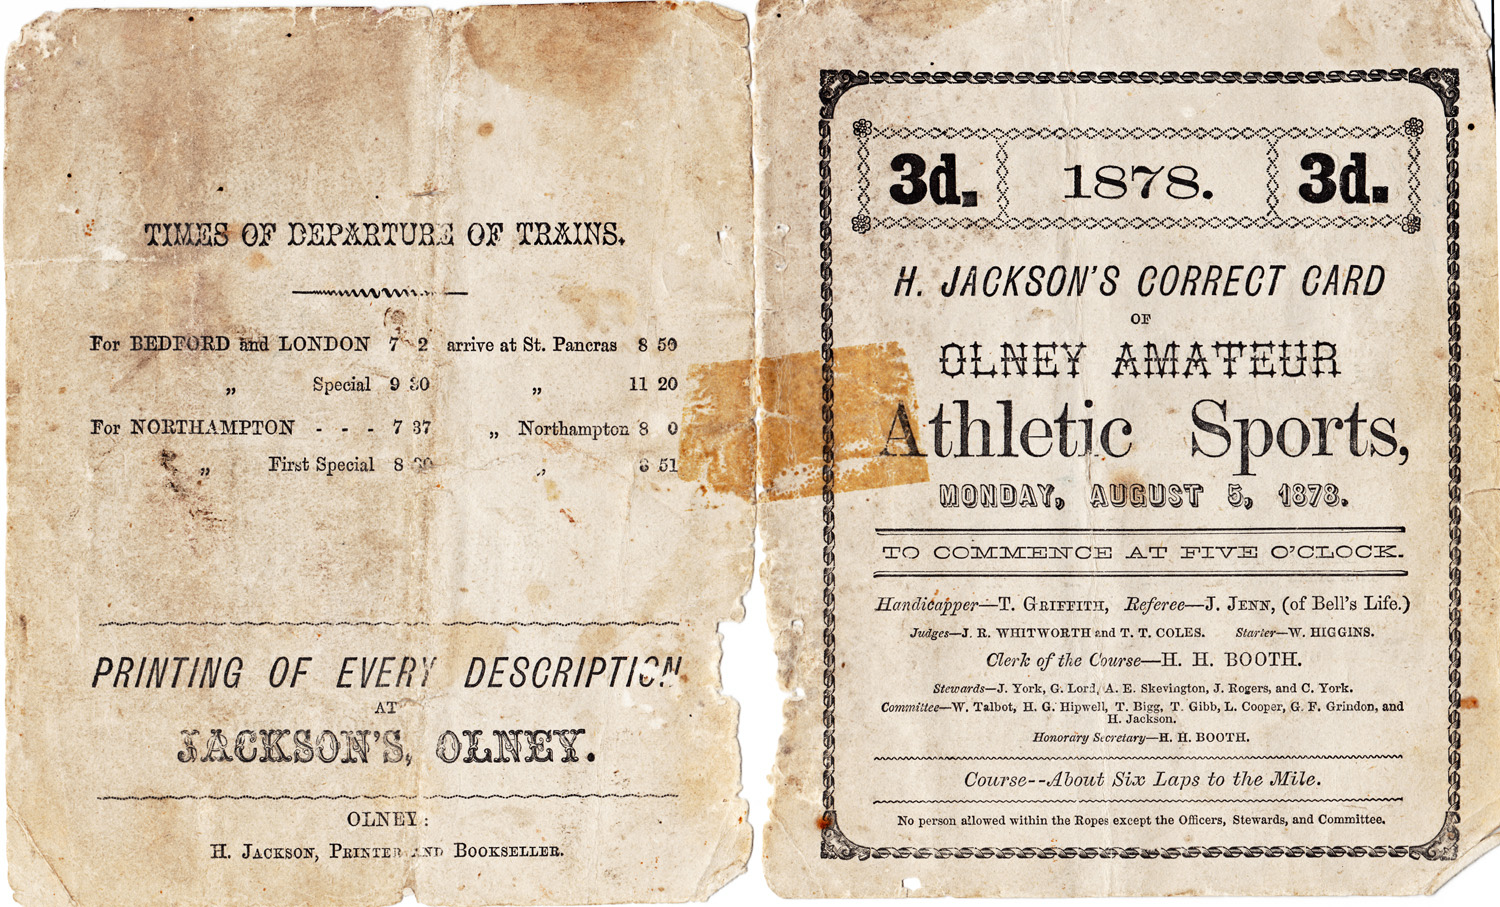 TIMES OF DEPARTURE OF TRAINS.
For BEDFORD and LONDON 7 2 arrive at St. Pancras 8 50
„ Special 9 30 „ 11 20
For NORTHAMPTON - - - 7 37 „ Northampton 8 0
„ First Special 8 „ 51
PRINTING OF EVERY DESCRIPTION
AT
JACKSON'S, OLNEY.
OLNEY:
H. JACKSON, PRINTER AND BOOKSELLER.
3d. 1878. 3d.
H. JACKSON'S CORRECT CARD
OF
OLNEY AMATEUR
Athletic Sports,
MONDAY, AUGUST 5, 1878.
TO COMMENCE AT FIVE O'CLOCK.
Handicapper—T. GRIFFITH, Referee—J. JENN, (of Bell's Life.)
Judges—J. R. WHITWORTH and T. T. COLES. Starter—W. HIGGINS.
Clerk of the Course—H. H. BOOTH.
Stewards—J. York, G. Lord, A. E. Skevington, J. Rogers, and C. York.
Committee—W. Talbot, H. G. Hipwell, T. Bigg, T. Gibb, L. Cooper, G. F. Grindon, and
H. Jackson.
Honorary Secretary—H. H. BOOTH.
Course--About Six Laps to the Mile.
No person allowed within the Ropes except the Officers, Stewards, and Committee.